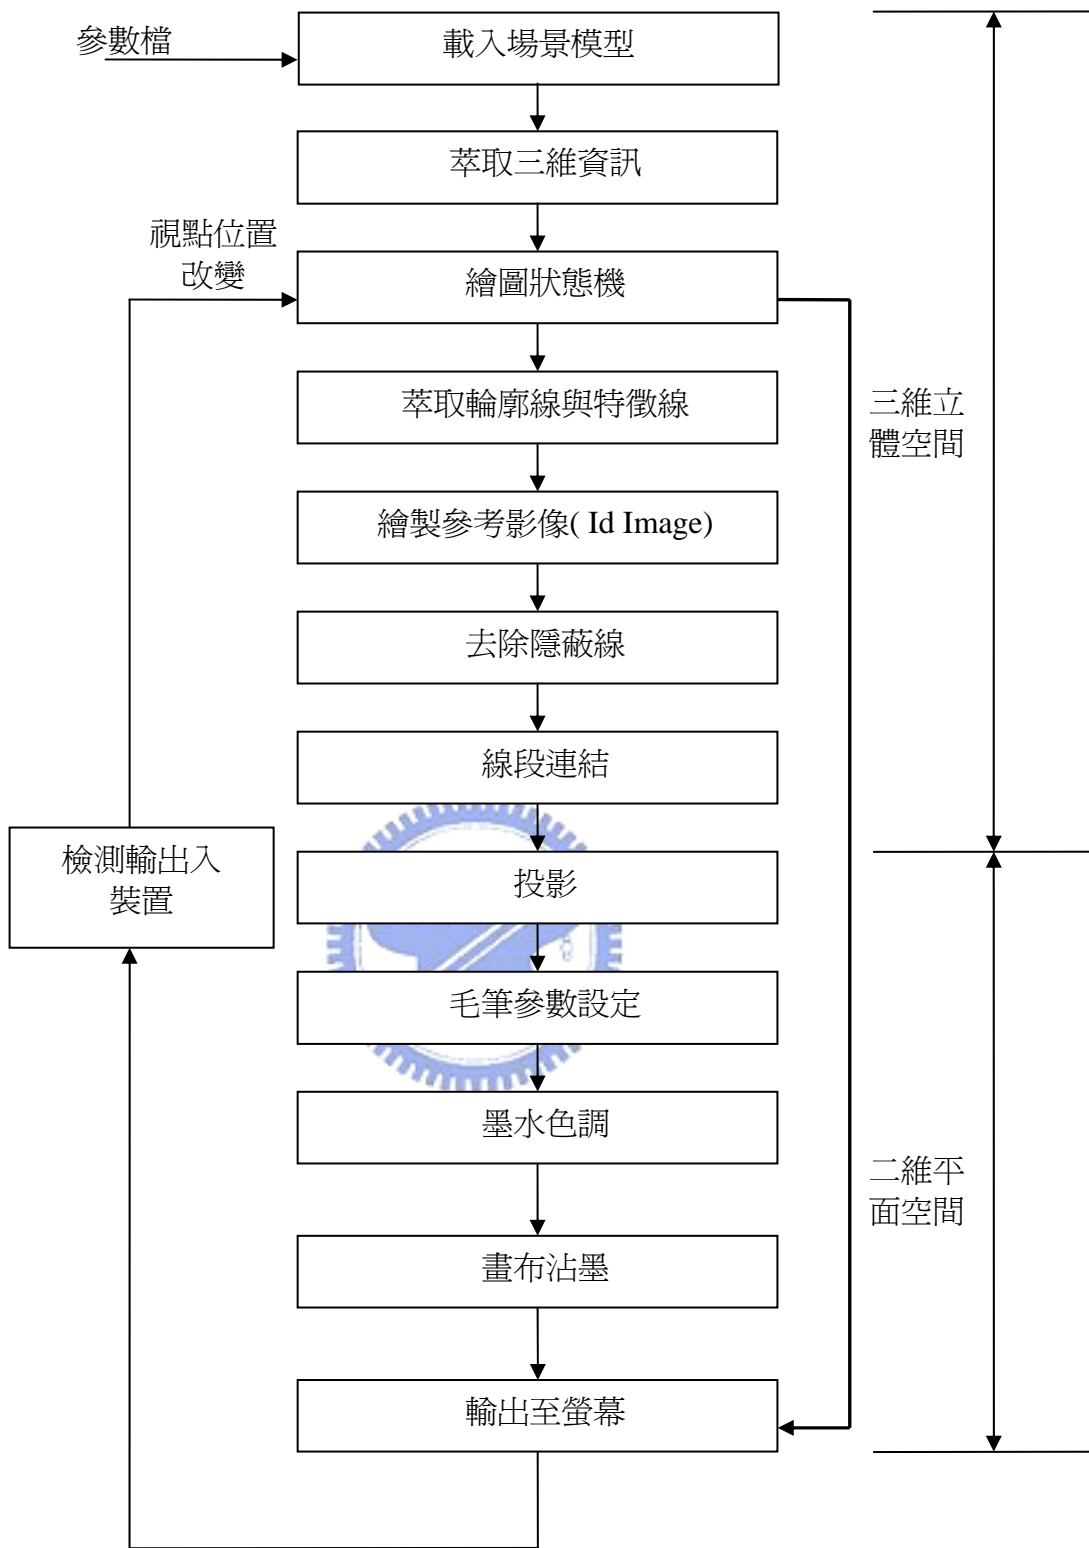 參數檔
載入場景模型
萃取三維資訊
視點位置
改變
繪圖狀態機
萃取輪廓線與特徵線
三維立
體空間
繪製參考影像( Id Image)
去除隱蔽線
線段連結
檢測輸出入
裝置
投影
毛筆參數設定
墨水色調
二維平
面空間
畫布沾墨
輸出至螢幕